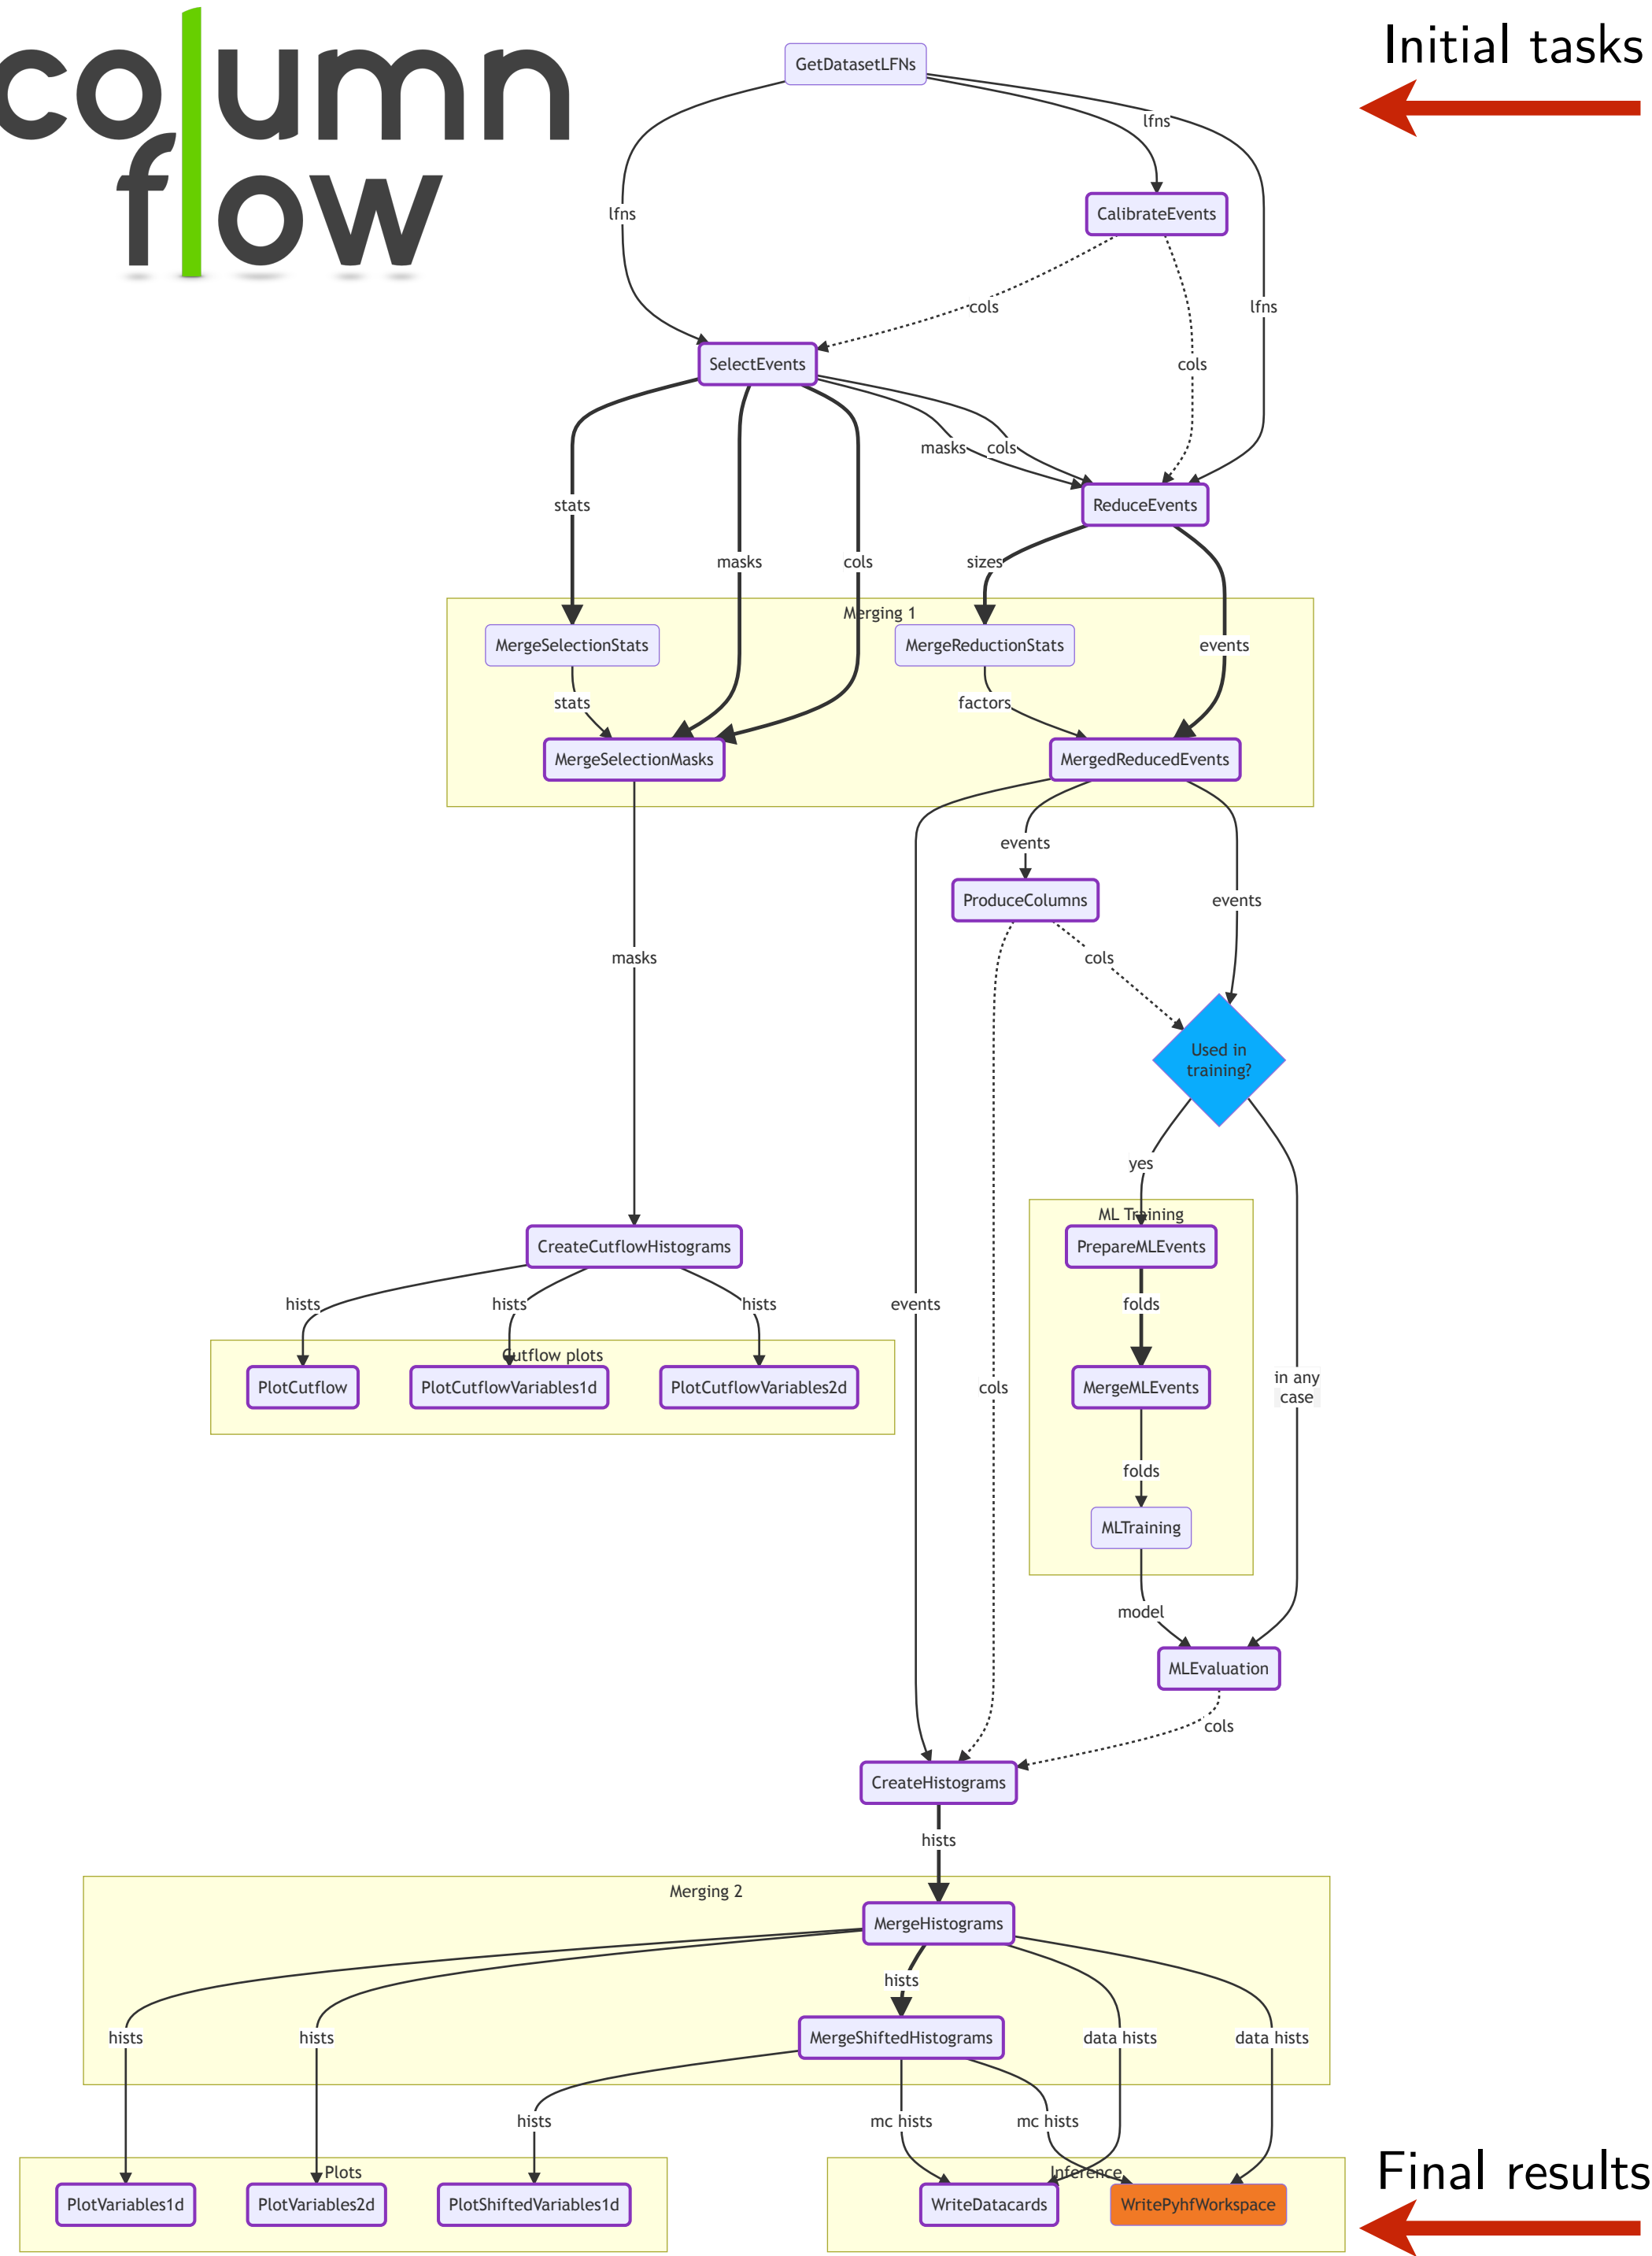 column
flow
Initial tasks
GetDatasetLFNs
lfns
CalibrateEvents
lfns
cols
lfns
SelectEvents
cols
masks
cols
stats
ReduceEvents
masks
cols
sizes
Merging 1
MergeSelectionStats
MergeReductionStats
events
stats
factors
MergeSelectionMasks
MergedReducedEvents
events
ProduceColumns
events
masks
cols
Used in
training?
yes
ML Training
CreateCutflowHistograms
PrepareMLEvents
hists
hists
hists
events
folds
Cutflow plots
PlotCutflow
PlotCutflowVariables1d
PlotCutflowVariables2d
cols
MergeMLEvents
in any
case
folds
MLTraining
model
MLEvaluation
cols
CreateHistograms
hists
Merging 2
MergeHistograms
hists
hists
hists
MergeShiftedHistograms
data hists
data hists
hists
mc hists
mc hists
Plots
Inference
Final results
PlotVariables1d
PlotVariables2d
PlotShiftedVariables1d
WriteDatacards
WritePyhfWorkspace